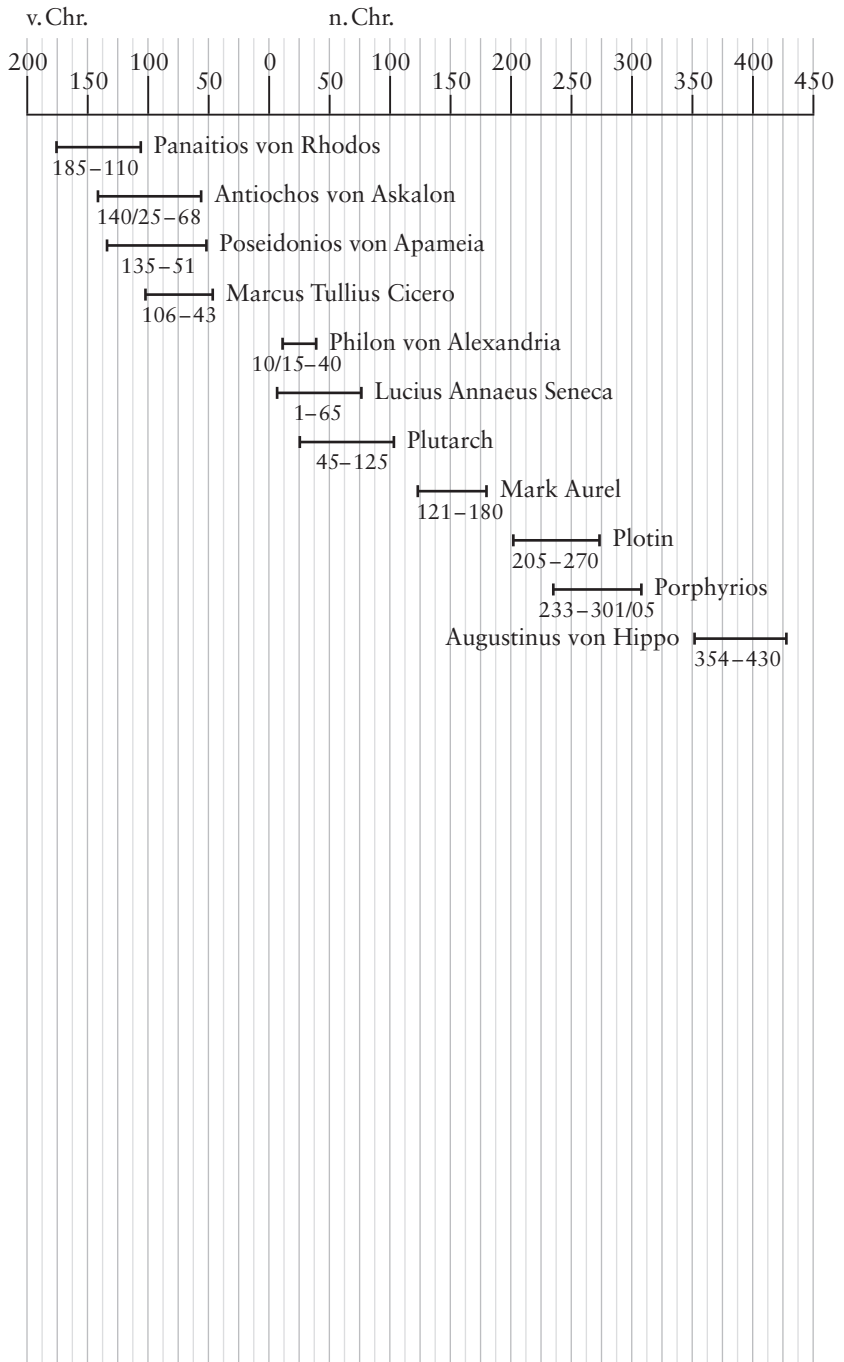 v. Chr. n. Chr.
200 100 0 100 200 300 400
150 50 50 150 250 350 450
Panaitios von Rhodos
185–110
Antiochos von Askalon
140/25–68
Poseidonios von Apameia
135–51
Marcus Tullius Cicero
106–43
Philon von Alexandria
10/15–40
Lucius Annaeus Seneca
1–65
Plutarch
45–125
Mark Aurel
121–180
Plotin
205–270
Porphyrios
233–301/05
Augustinus von Hippo
354–430